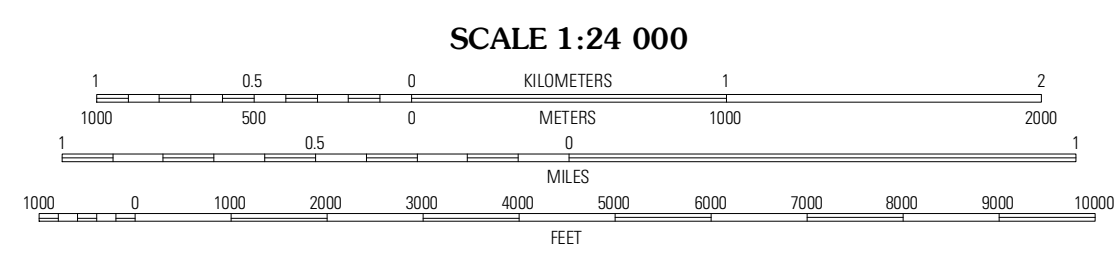 SCALE 1:24 000
1 0.5 0 KILOMETERS 1 2
1000 500 0 METERS 1000 2000
1 0.5 0 1
MILES
1000 0 1000 2000 3000 4000 5000 6000 7000 8000 9000 10000
FEET